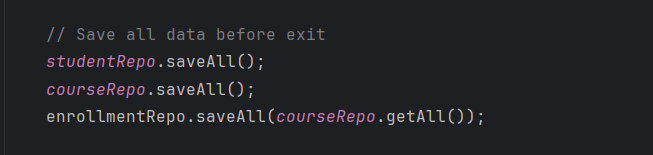 // Save all data before exit
studentRepo.saveAll();
courseRepo.saveAll();
enrollmentRepo.saveAll(courseRepo.getAll());